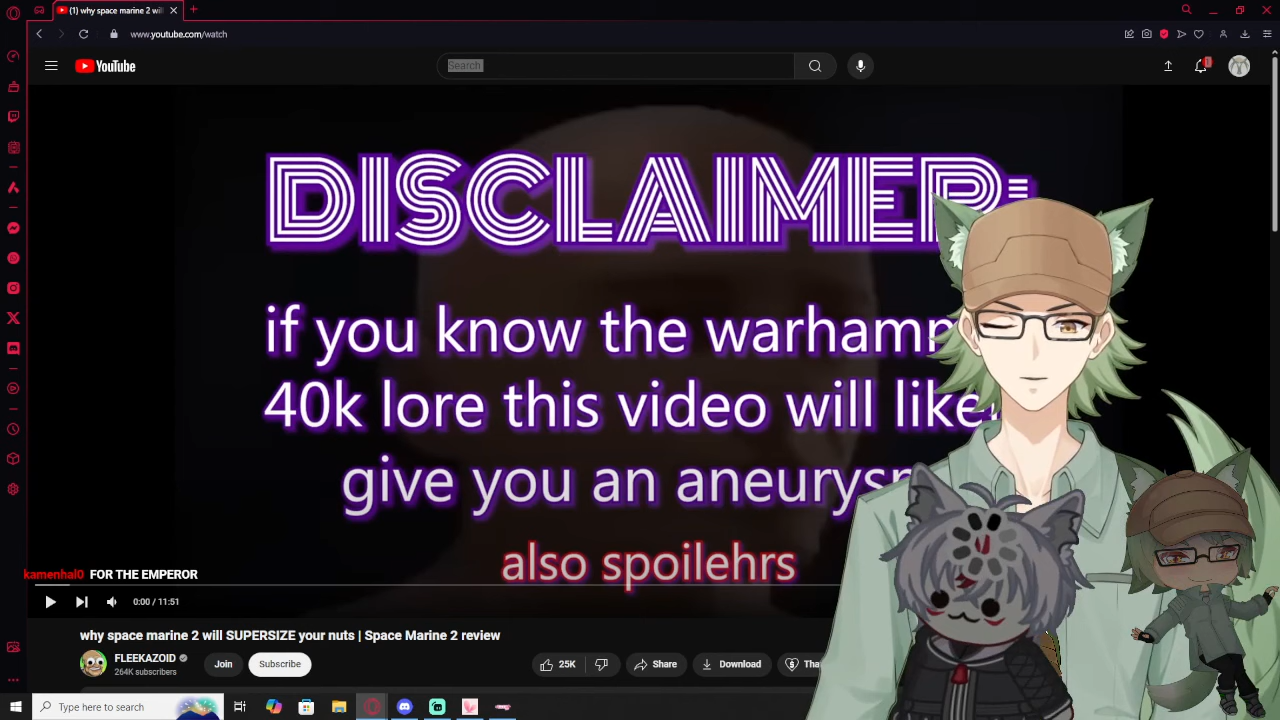 (1) why space marine 2 wil
www.youtube.com/watch
YouTube
Search
DISCLAIMER:
if you know the warhamm
40k lore this video will like
give you an aneurys
also spoilehrs
kamenhal0 FOR THE EMPEROR
0:00 / 11:51
why space marine 2 will SUPERSIZE your nuts | Space Marine 2 review
FLEEKAZOID
264K subscribers
Join
Subscribe
25K
Share
Download
Tha
Type here to search